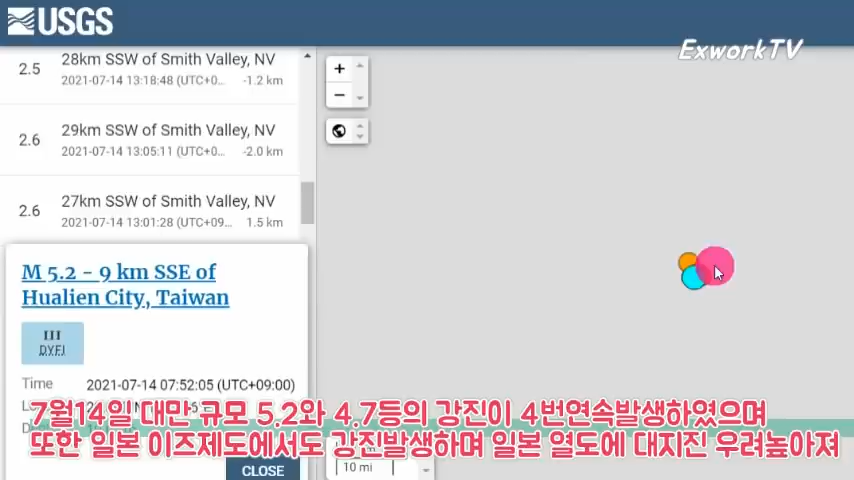 USGS
ExworkTV
2.5
28km SSW of Smith Valley, NV
2021-07-14 13:18:48 (UTC+0... -1.2 km
2.6
29km SSW of Smith Valley, NV
2021-07-14 13:05:11 (UTC+0... -2.0 km
2.6
27km SSW of Smith Valley, NV
2021-07-14 13:01:28 (UTC+09... 1.5 km
+
−
M 5.2 - 9 km SSE of
Hualien City, Taiwan
III
DYFI
Time 2021-07-14 07:52:05 (UTC+09:00)
7월14일 대만 규모 5.2와 4.7등의 강진이 4번연속발생하였으며
또한 일본 이즈제도에서도 강진발생하며 일본 열도에 대지진 우려높아져
CLOSE
10 mi